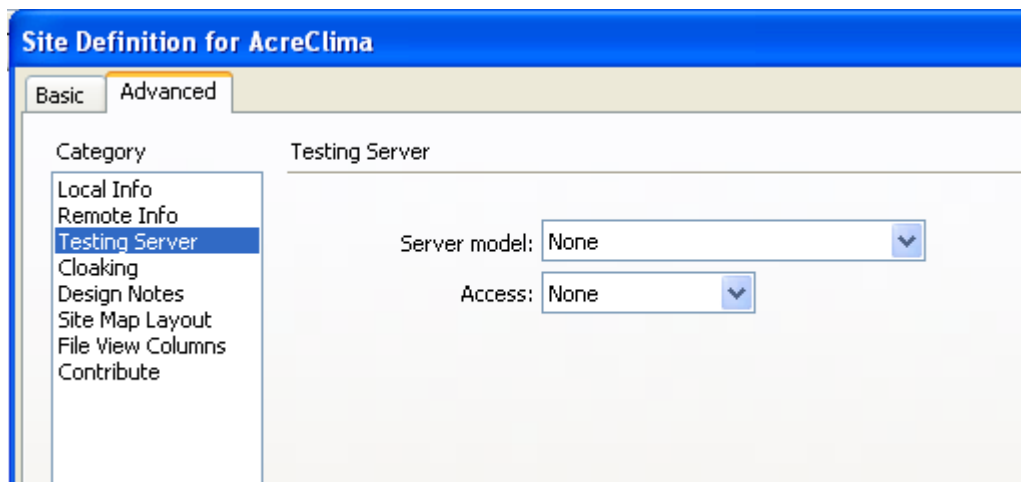 Site Definition for AcreClima
Basic
Advanced
Category
Local Info
Remote Info
Testing Server
Cloaking
Design Notes
Site Map Layout
File View Columns
Contribute
Testing Server
Server model: None
Access: None